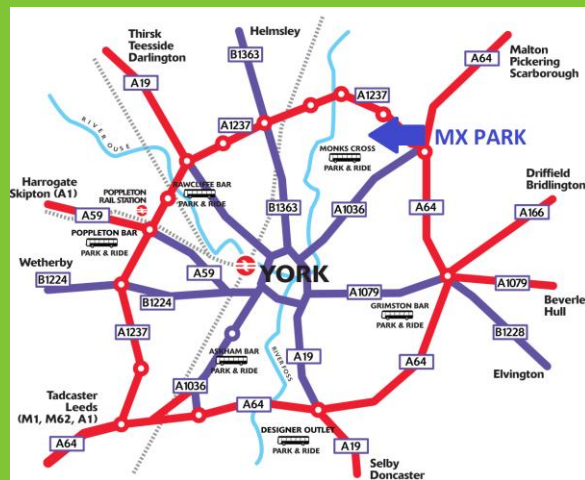 Thirsk
Teesside
Darlington
Helmsley
B1363
A64
Malton
Pickering
Scarborough
A19
A1237
A1237
MX PARK
RIVER OUSE
MONKS CROSS
PARK & RIDE
Harrogate
Skipton (A1)
POPPLETON
RAIL STATION
RAWCLIFFE BAR
PARK & RIDE
Driffield
Bridlington
A59
B1363
A1036
A64
A166
POPPLETON BAR
PARK & RIDE
Wetherby
A59
YORK
B1224
B1224
A1079
GRIMSTON BAR
PARK & RIDE
A1079
Beverle
Hull
A1237
B1228
ASKHAM BAR
PARK & RIDE
RIVER FOSS
A19
A64
Elvington
Tadcaster
Leeds
(M1, M62, A1)
A1036
A64
A64
DESIGNER OUTLET
PARK & RIDE
A19
Selby
Doncaster